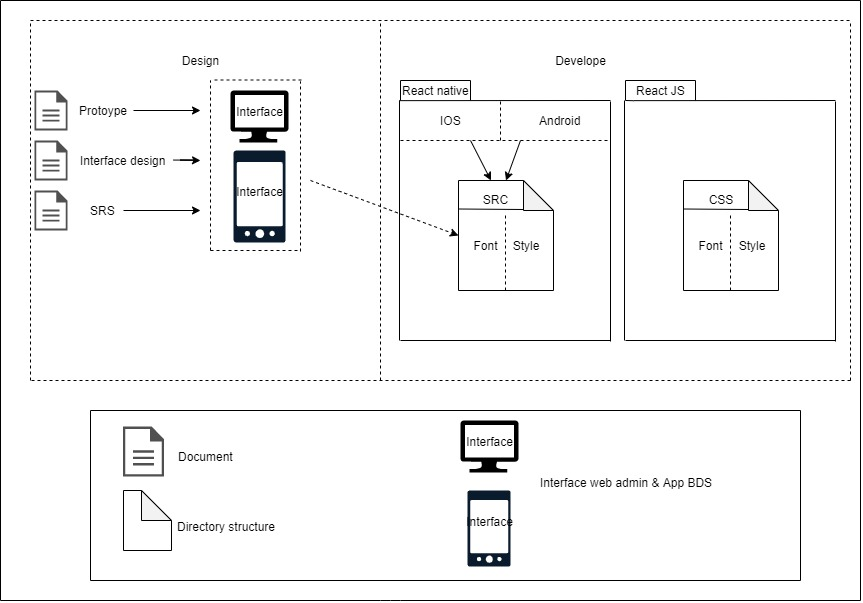 Design
Develope
Protoype
Interface design
SRS
Interface
Interface
React native
IOS
Android
SRC
Font
Style
React JS
CSS
Font
Style
Document
Directory structure
Interface
Interface
Interface web admin & App BDS